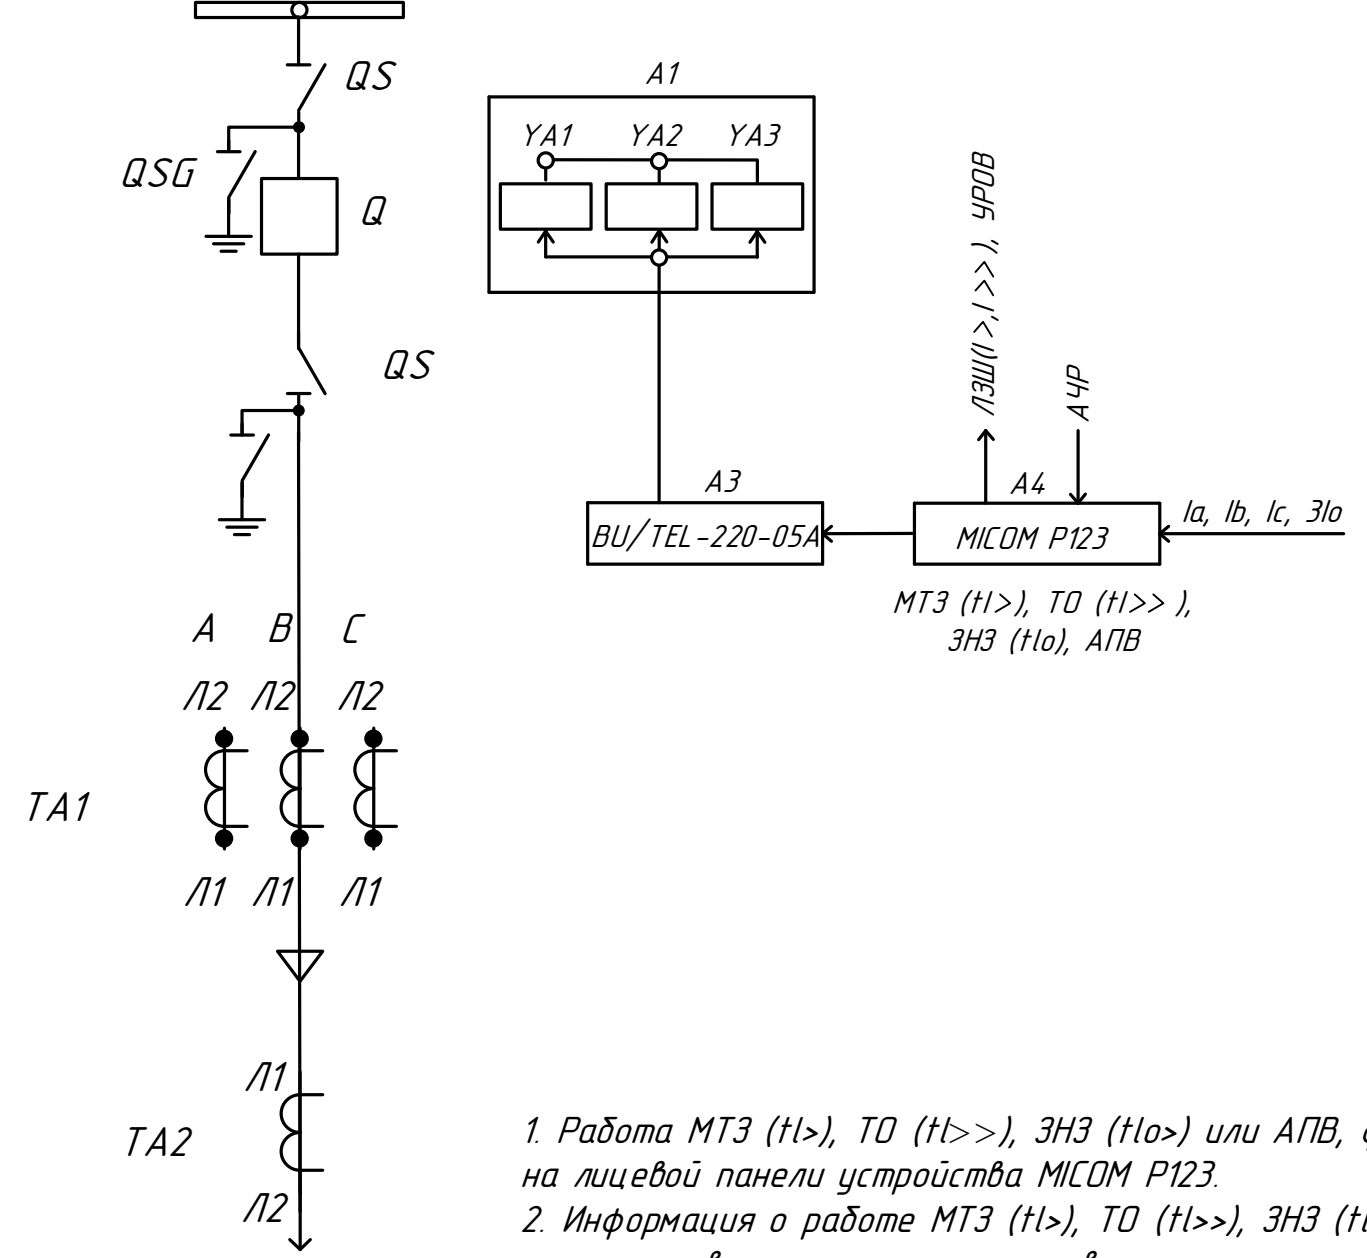 QS
QSG
Q
QS
A B C
Л2 Л2 Л2
TA1
Л1 Л1 Л1
Л1
TA2
Л2
A1
YA1 YA2 YA3
ЛЗШ(I>,I>>), УРОВ
АЧР
A3
BU/TEL-220-05A
A4
MICOM P123
Ia, Ib, Ic, 3Io
МТЗ (tI>), ТО (tI>>),
ЗНЗ (tIo), АПВ
1. Работа МТЗ (tI>), ТО (tI>>), ЗНЗ (tIo>) или АПВ,
на лицевой панели устройства MICOM P123.
2. Информация о работе МТЗ (tI>), ТО (tI>>), ЗНЗ